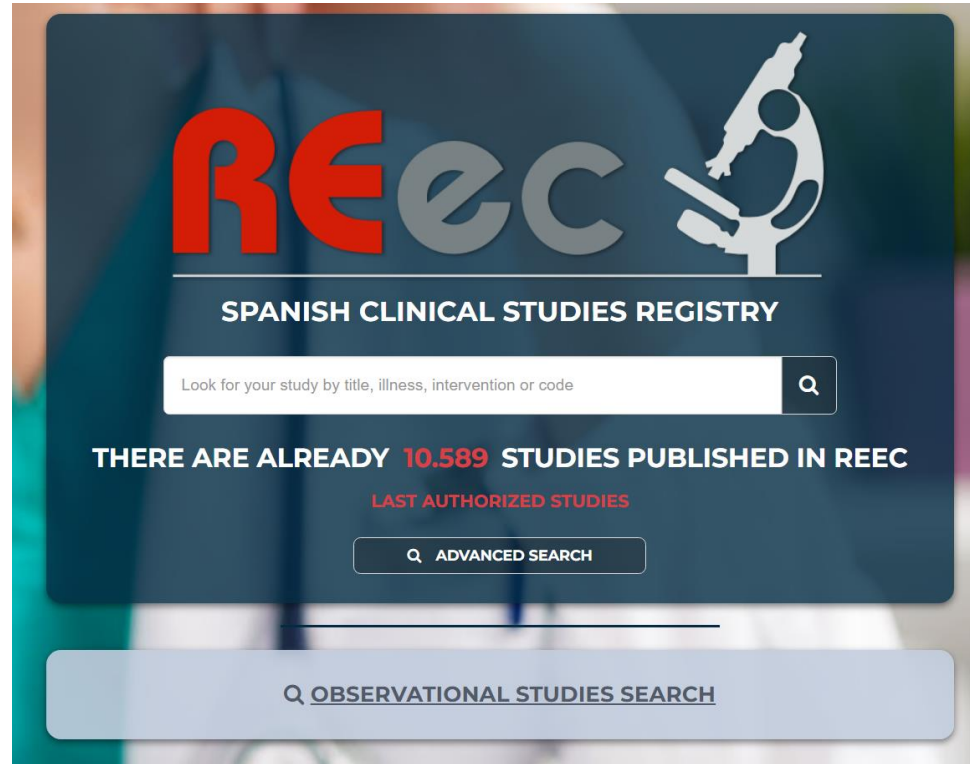 REec
SPANISH CLINICAL STUDIES REGISTRY
Look for your study by title, illness, intervention or code
THERE ARE ALREADY 10.589 STUDIES PUBLISHED IN REEC
LAST AUTHORIZED STUDIES
ADVANCED SEARCH
OBSERVATIONAL STUDIES SEARCH